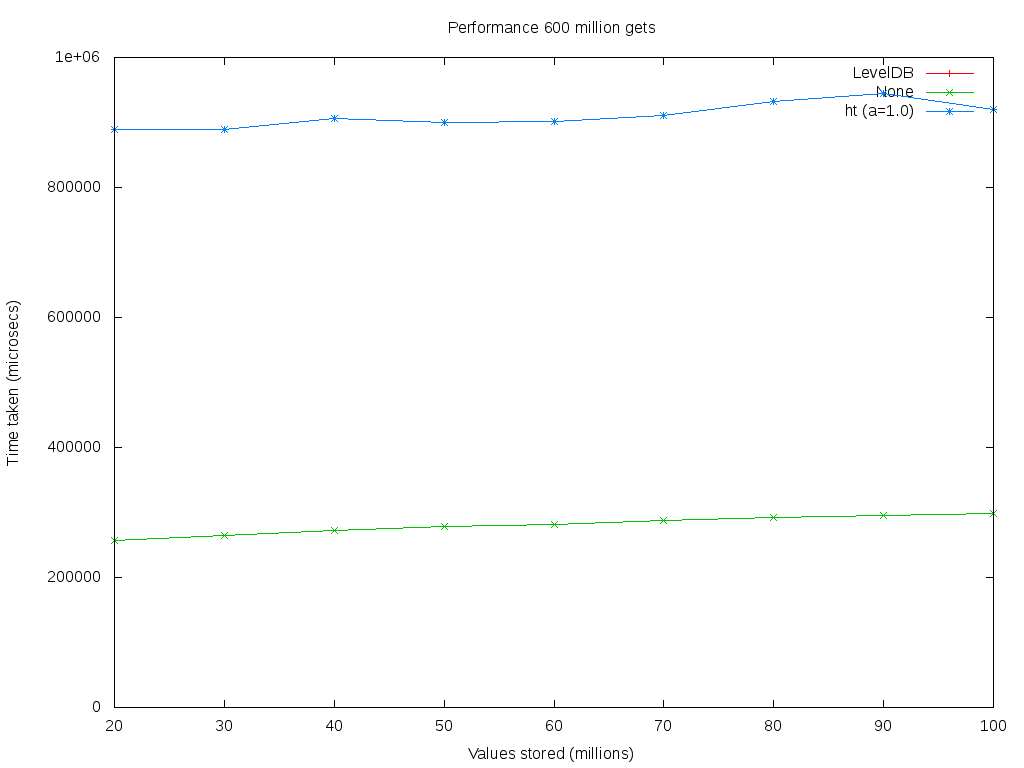 Performance 600 million gets
1e+06
800000
600000
400000
200000
0
Time taken (microsecs)
LevelDB
None
ht (a=1.0)
20 30 40 50 60 70 80 90 100
Values stored (millions)